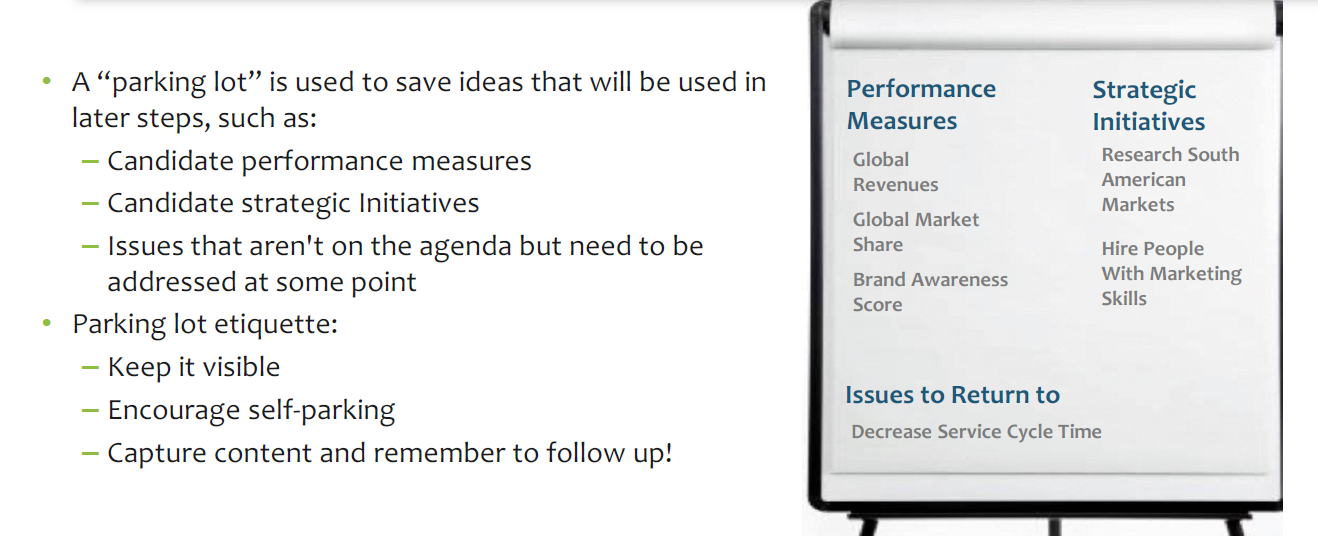 • A “parking lot” is used to save ideas that will be used in
later steps, such as:
– Candidate performance measures
– Candidate strategic Initiatives
– Issues that aren't on the agenda but need to be
addressed at some point
• Parking lot etiquette:
– Keep it visible
– Encourage self-parking
– Capture content and remember to follow up!
Performance
Measures
Global
Revenues
Global Market
Share
Brand Awareness
Score
Strategic
Initiatives
Research South
American
Markets
Hire People
With Marketing
Skills
Issues to Return to
Decrease Service Cycle Time